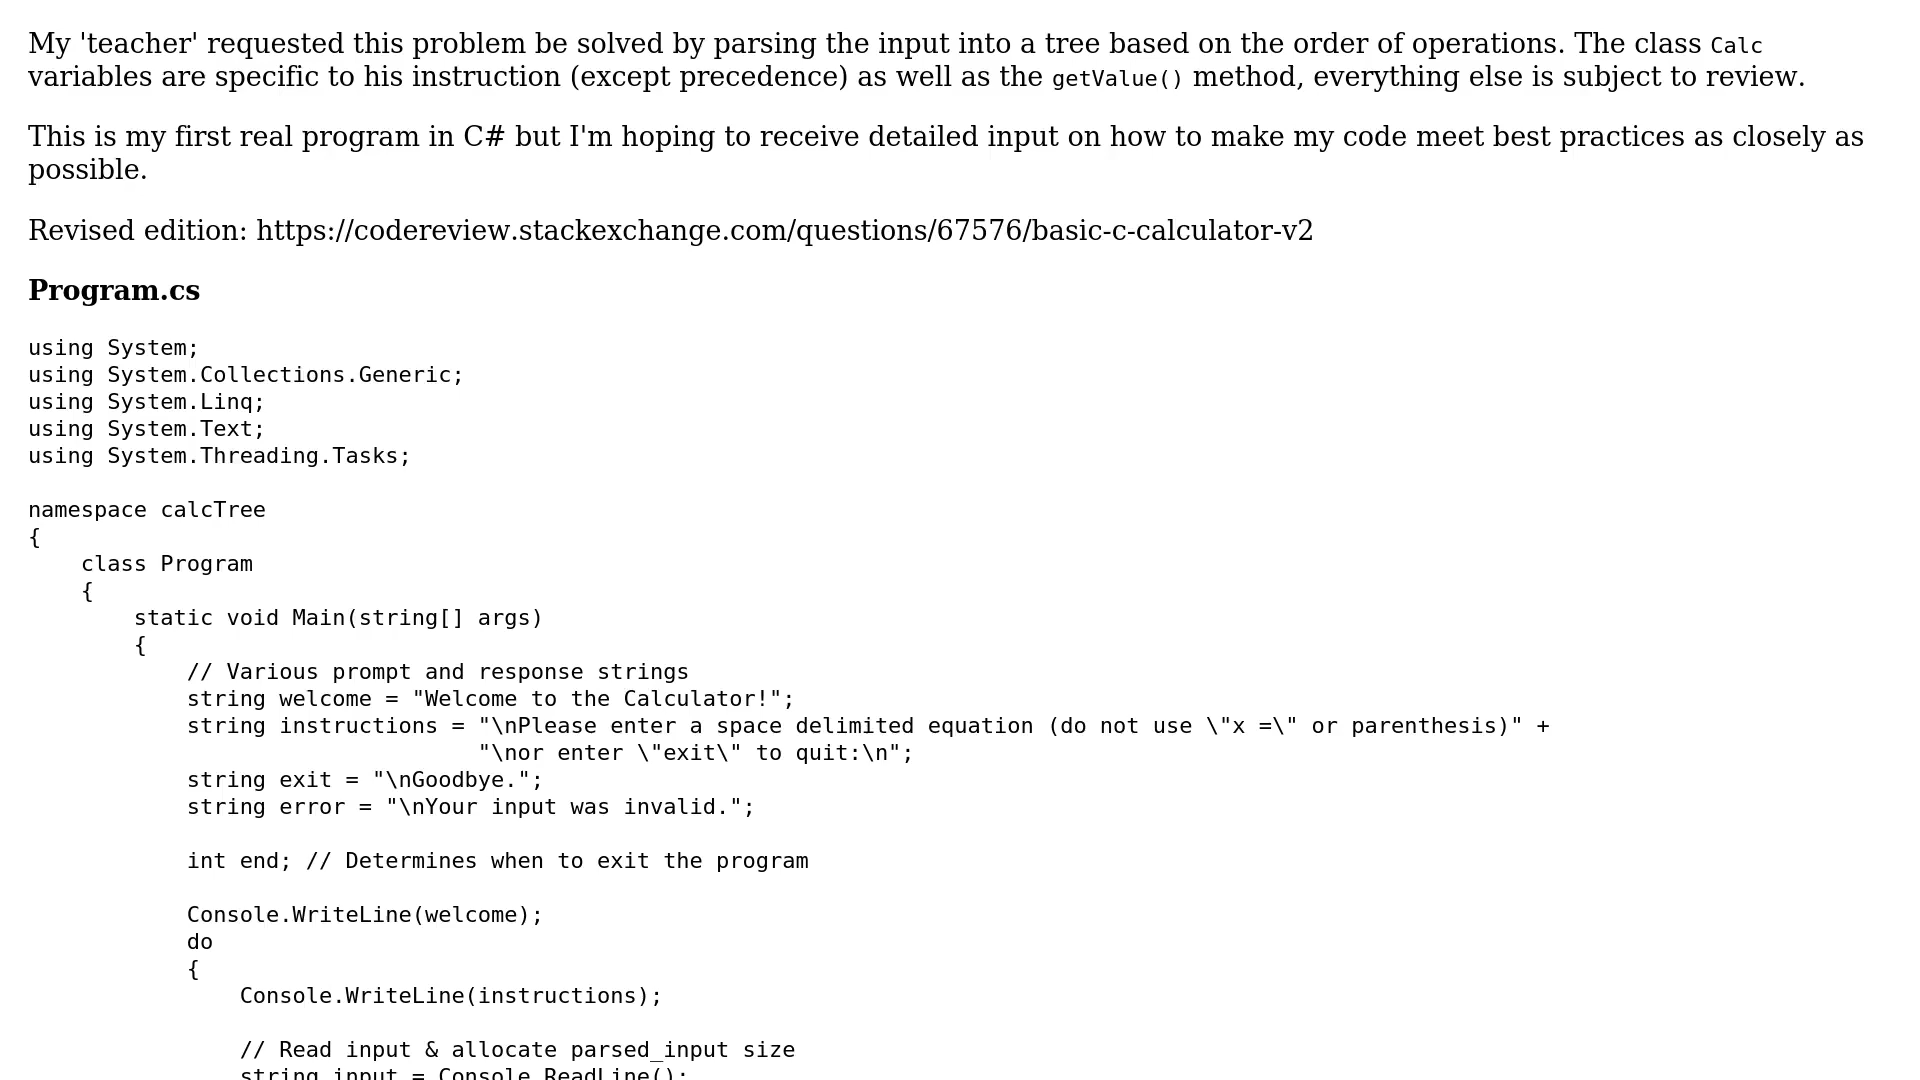 My 'teacher' requested this problem be solved by parsing the input into a tree based on the order of operations. The class Calc
variables are specific to his instruction (except precedence) as well as the getValue() method, everything else is subject to review.
This is my first real program in C# but I'm hoping to receive detailed input on how to make my code meet best practices as closely as
possible.
Revised edition: https://codereview.stackexchange.com/questions/67576/basic-c-calculator-v2
Program.cs
using System;
using System.Collections.Generic;
using System.Linq;
using System.Text;
using System.Threading.Tasks;
namespace calcTree
{
    class Program
    {
        static void Main(string[] args)
        {
            // Various prompt and response strings
            string welcome = "Welcome to the Calculator!";
            string instructions = "\nPlease enter a space delimited equation (do not use \"x =\" or parenthesis)" +
                                  "\nor enter \"exit\" to quit:\n";
            string exit = "\nGoodbye.";
            string error = "\nYour input was invalid.";
            int end; // Determines when to exit the program
            Console.WriteLine(welcome);
            do
            {
                Console.WriteLine(instructions);
                // Read input & allocate parsed_input size
                string input = Console.ReadLine();